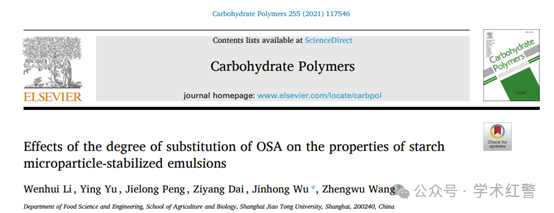 Carbohydrate Polymers 255 (2021) 117546
Contents lists available at ScienceDirect
Carbohydrate Polymers
journal homepage: www.elsevier.com/locate/carbpol
ELSEVIER
Carbohydrate
Polymers
Check for
updates
Effects of the degree of substitution of OSA on the properties of starch
microparticle-stabilized emulsions
Wenhui Li, Ying Yu, Jielong Peng, Ziyang Dai, Jinhong Wu *, Zhengwu Wang
公众号 · 学术红警
Department of Food Science and Engineering, School of Agriculture and Biology, Shanghai Jiao Tong University, Shanghai, 200240, China